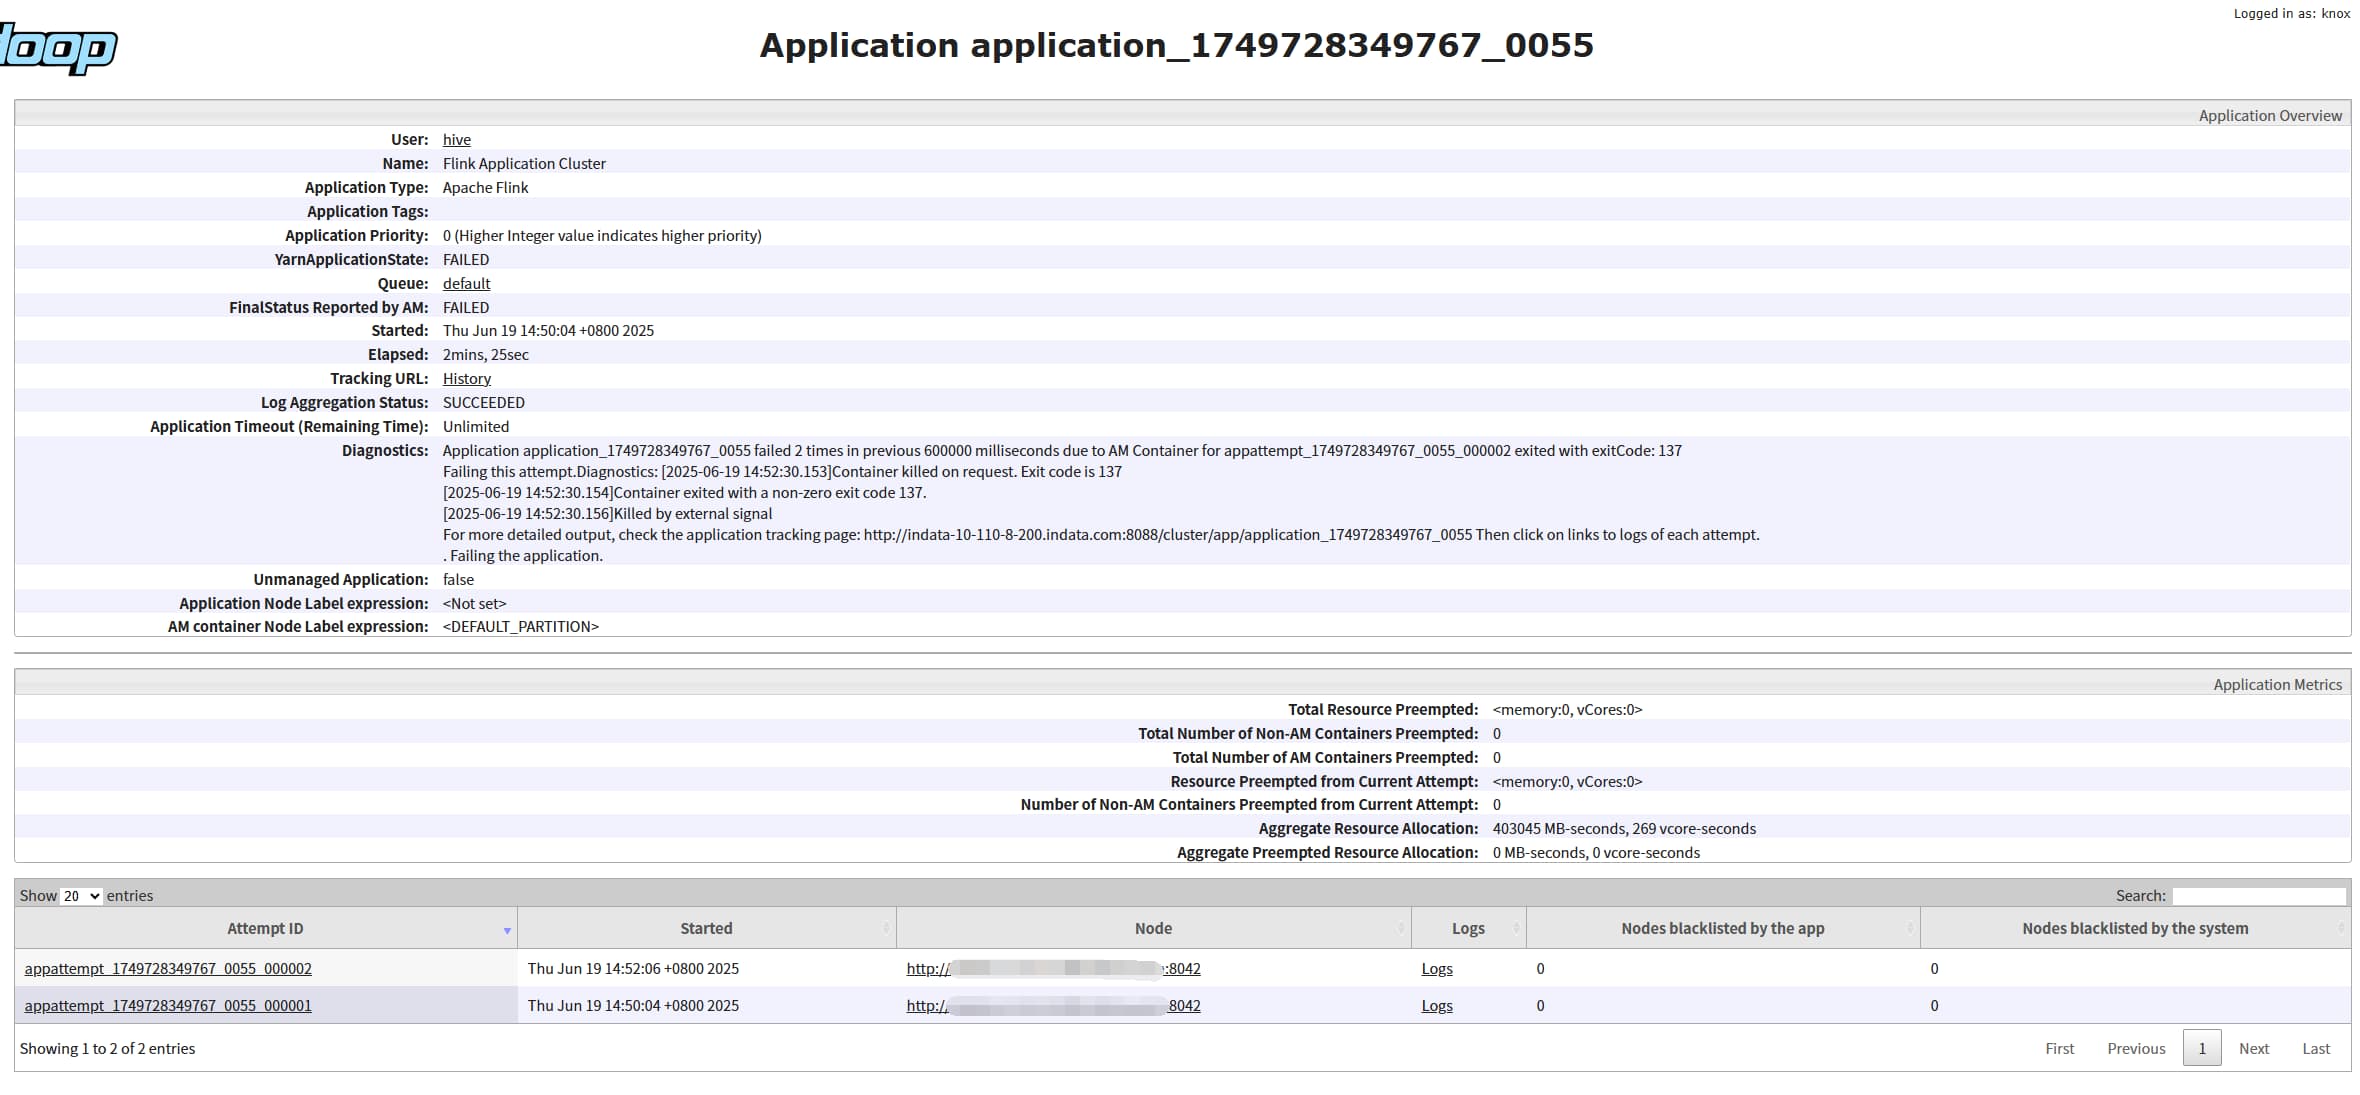 Logged in as: knox
doop
Application application_1749728349767_0055
Application Overview
User: hive
Name: Flink Application Cluster
Application Type: Apache Flink
Application Tags:
Application Priority: 0 (Higher Integer value indicates higher priority)
YarnApplicationState: FAILED
Queue: default
FinalStatus Reported by AM: FAILED
Started: Thu Jun 19 14:50:04 +0800 2025
Elapsed: 2mins, 25sec
Tracking URL: History
Log Aggregation Status: SUCCEEDED
Application Timeout (Remaining Time): Unlimited
Diagnostics: Application application_1749728349767_0055 failed 2 times in previous 600000 milliseconds due to AM Container for appattempt_1749728349767_0055_000002 exited with exitCode: 137
Failing this attempt.Diagnostics: [2025-06-19 14:52:30.153]Container killed on request. Exit code is 137
[2025-06-19 14:52:30.154]Container exited with a non-zero exit code 137.
[2025-06-19 14:52:30.156]Killed by external signal
For more detailed output, check the application tracking page: http://indata-10-110-8-200.indata.com:8088/cluster/app/application_1749728349767_0055 Then click on links to logs of each attempt.
. Failing the application.
Unmanaged Application: false
Application Node Label expression: <Not set>
AM container Node Label expression: <DEFAULT_PARTITION>
Application Metrics
Total Resource Preempted: <memory:0, vCores:0>
Total Number of Non-AM Containers Preempted: 0
Total Number of AM Containers Preempted: 0
Resource Preempted from Current Attempt: <memory:0, vCores:0>
Number of Non-AM Containers Preempted from Current Attempt: 0
Aggregate Resource Allocation: 403045 MB-seconds, 269 vcore-seconds
Aggregate Preempted Resource Allocation: 0 MB-seconds, 0 vcore-seconds
Show 20 entries Search:
Attempt ID Started Node Logs Nodes blacklisted by the app Nodes blacklisted by the system
appattempt_1749728349767_0055_000002 Thu Jun 19 14:52:06 +0800 2025 http:// :8042 Logs 0 0
appattempt_1749728349767_0055_000001 Thu Jun 19 14:50:04 +0800 2025 http:// :8042 Logs 0 0
Showing 1 to 2 of 2 entries First Previous 1 Next Last